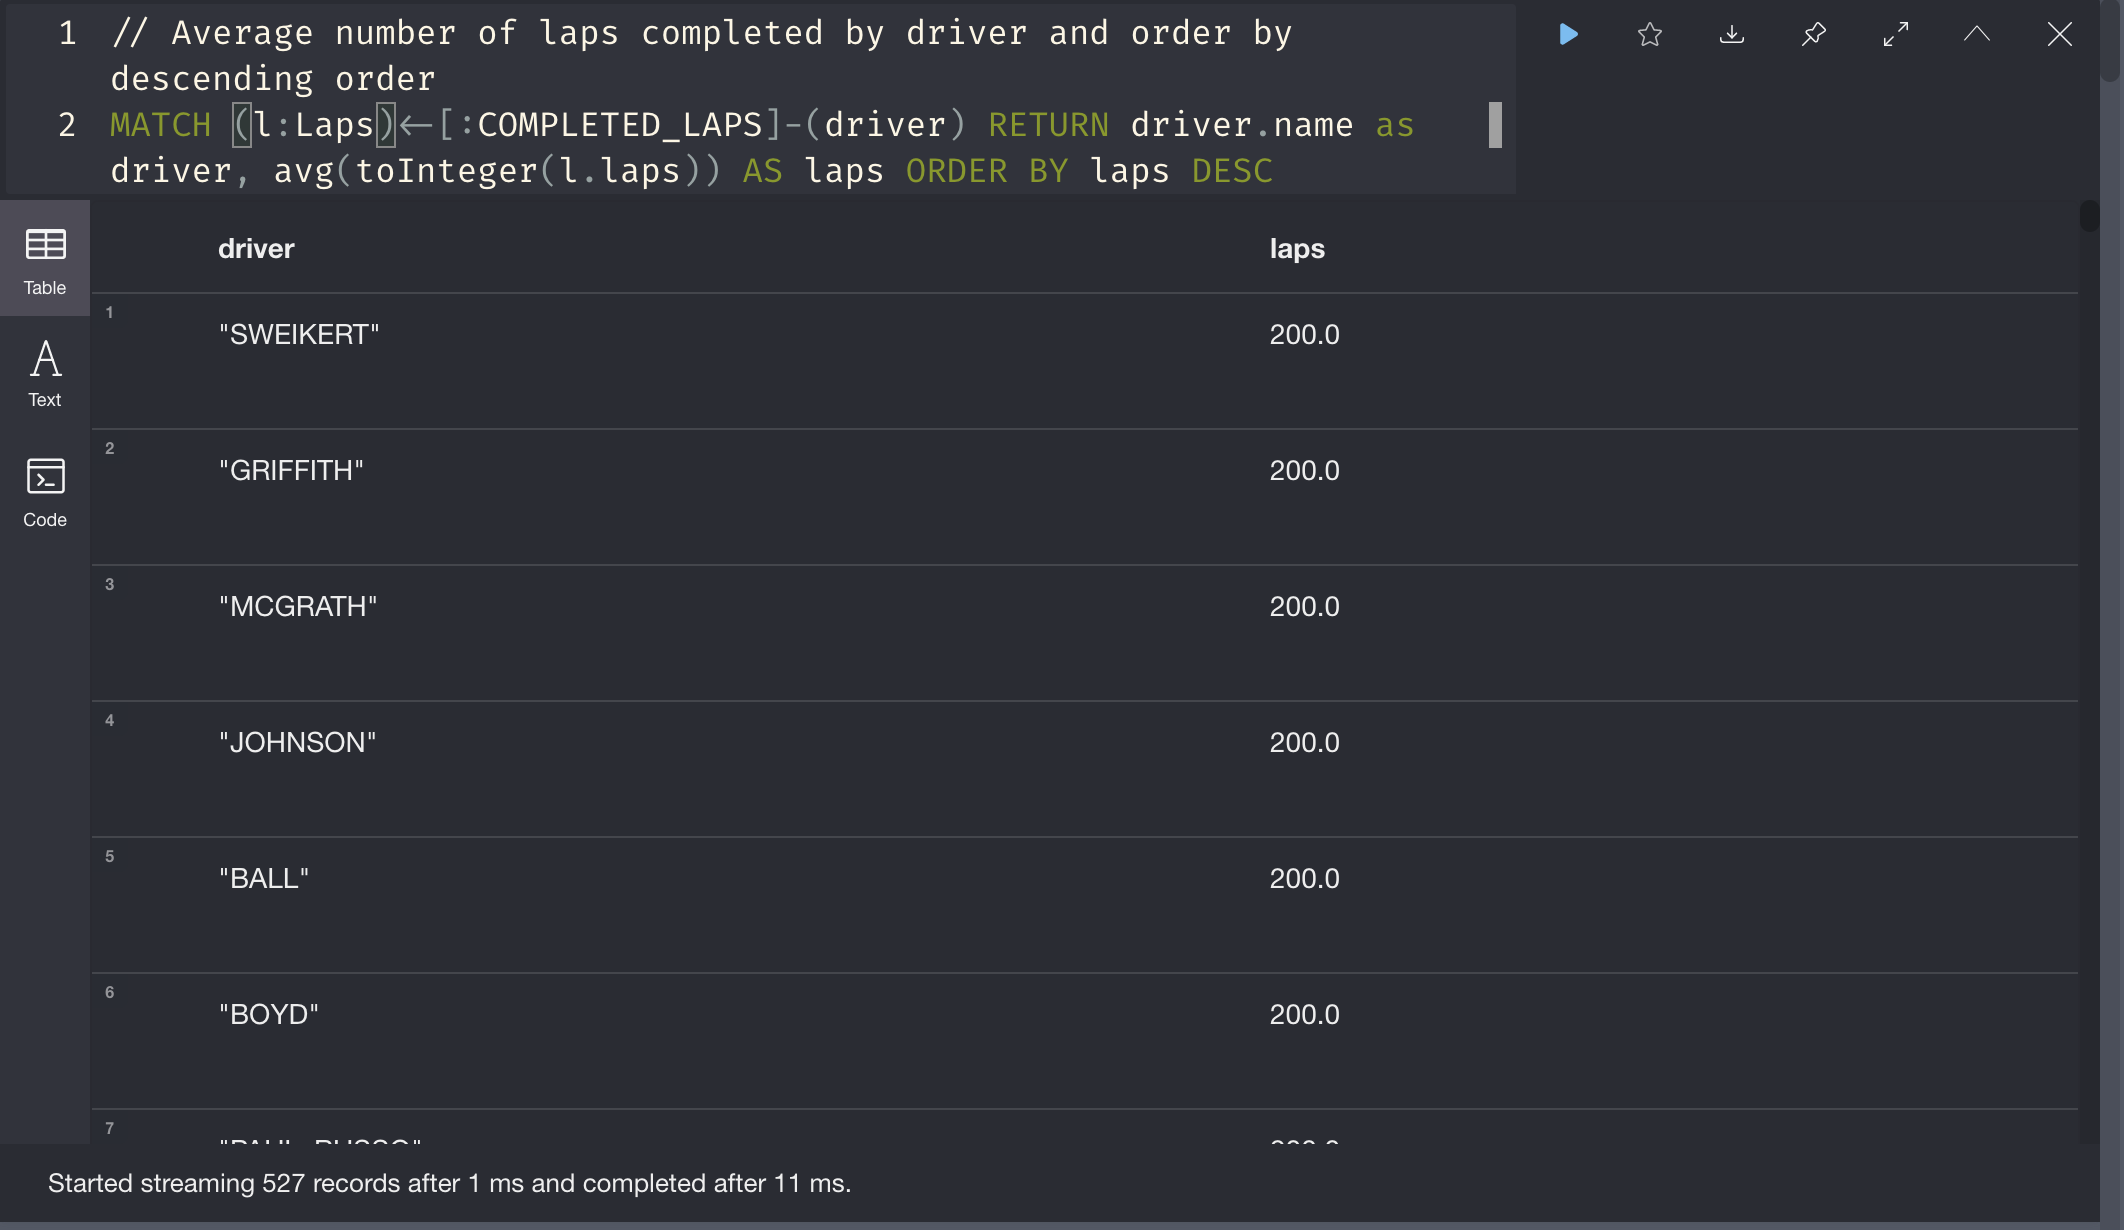 1 // Average number of laps completed by driver and order by
descending order
2 MATCH (l:Laps)<-[:COMPLETED_LAPS]-(driver) RETURN driver.name as
driver, avg(toInteger(l.laps)) AS laps ORDER BY laps DESC
Table
Text
Code
driver laps
1 "SWEIKERT" 200.0
2 "GRIFFITH" 200.0
3 "MCGRATH" 200.0
4 "JOHNSON" 200.0
5 "BALL" 200.0
6 "BOYD" 200.0
7
Started streaming 527 records after 1 ms and completed after 11 ms.